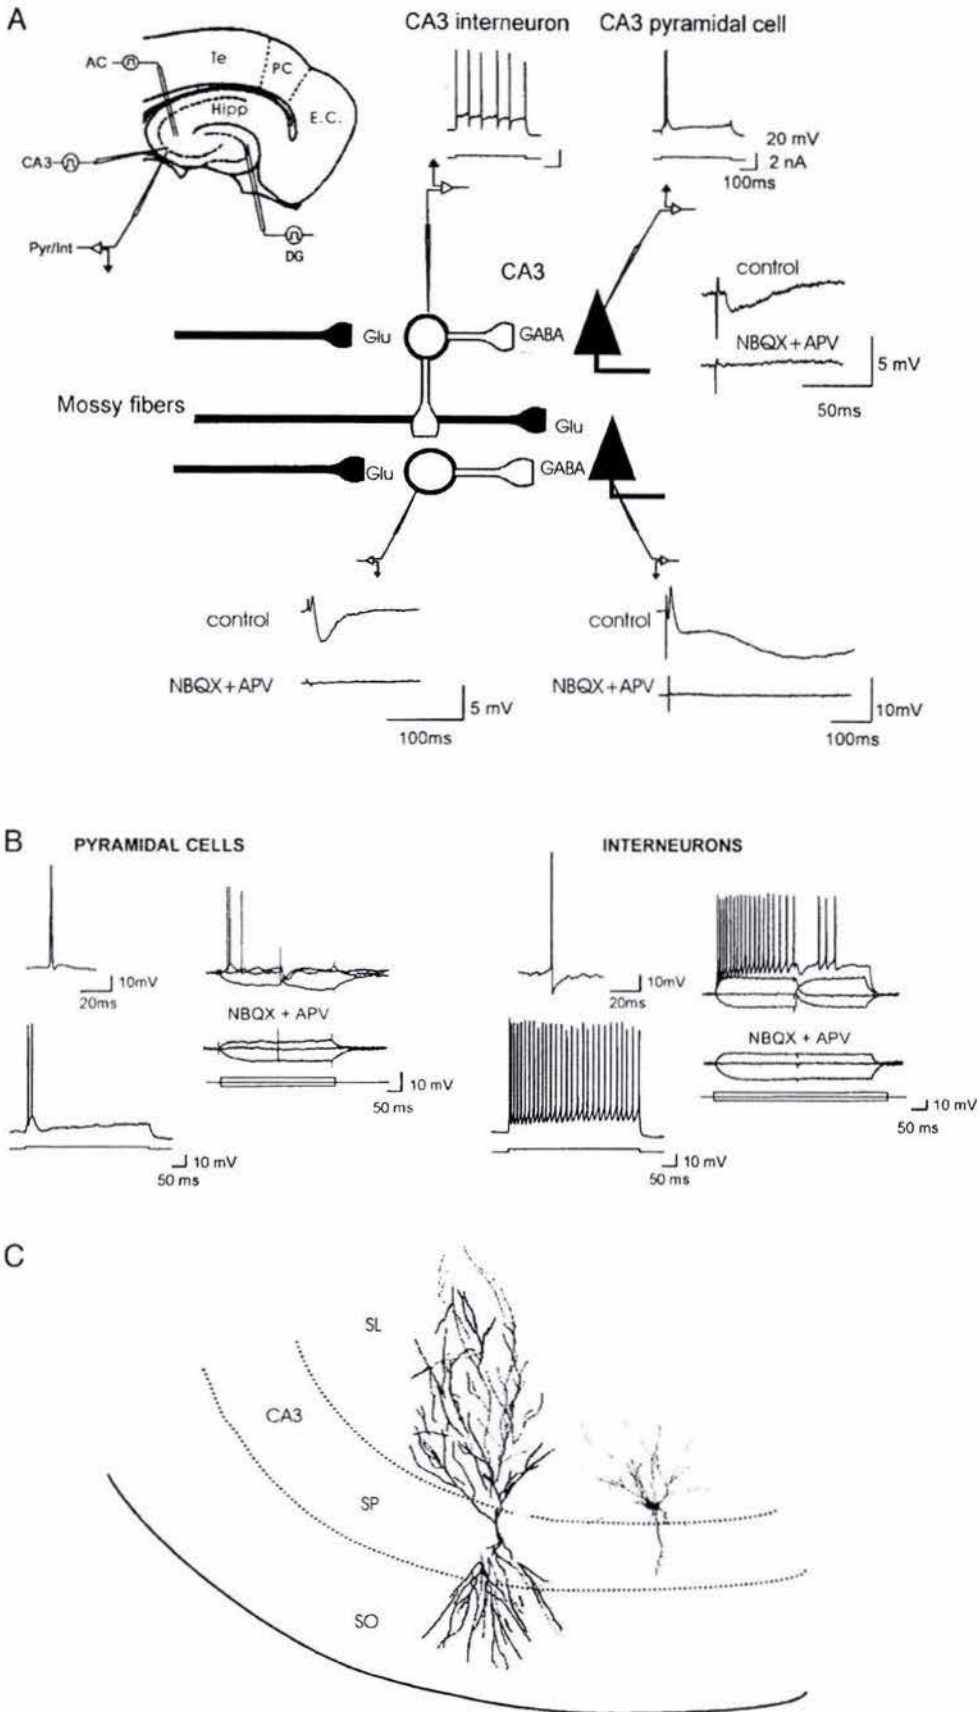 A
CA3 interneuron
CA3 pyramidal cell
AC
Te
PC
Hipp
E.C.
CA3
Pyr/Int
DG
20 mV
2 nA
100ms
CA3
control
NBQX+APV
5 mV
50ms
Glu
GABA
Mossy fibers
Glu
Glu
GABA
control
NBQX+APV
5 mV
100ms
control
NBQX+APV
10mV
100ms
B
PYRAMIDAL CELLS
INTERNEURONS
10mV
20ms
NBQX + APV
10 mV
50 ms
10 mV
50 ms
10mV
20ms
NBQX + APV
10 mV
50 ms
10 mV
50 ms
C
SL
CA3
SP
SO